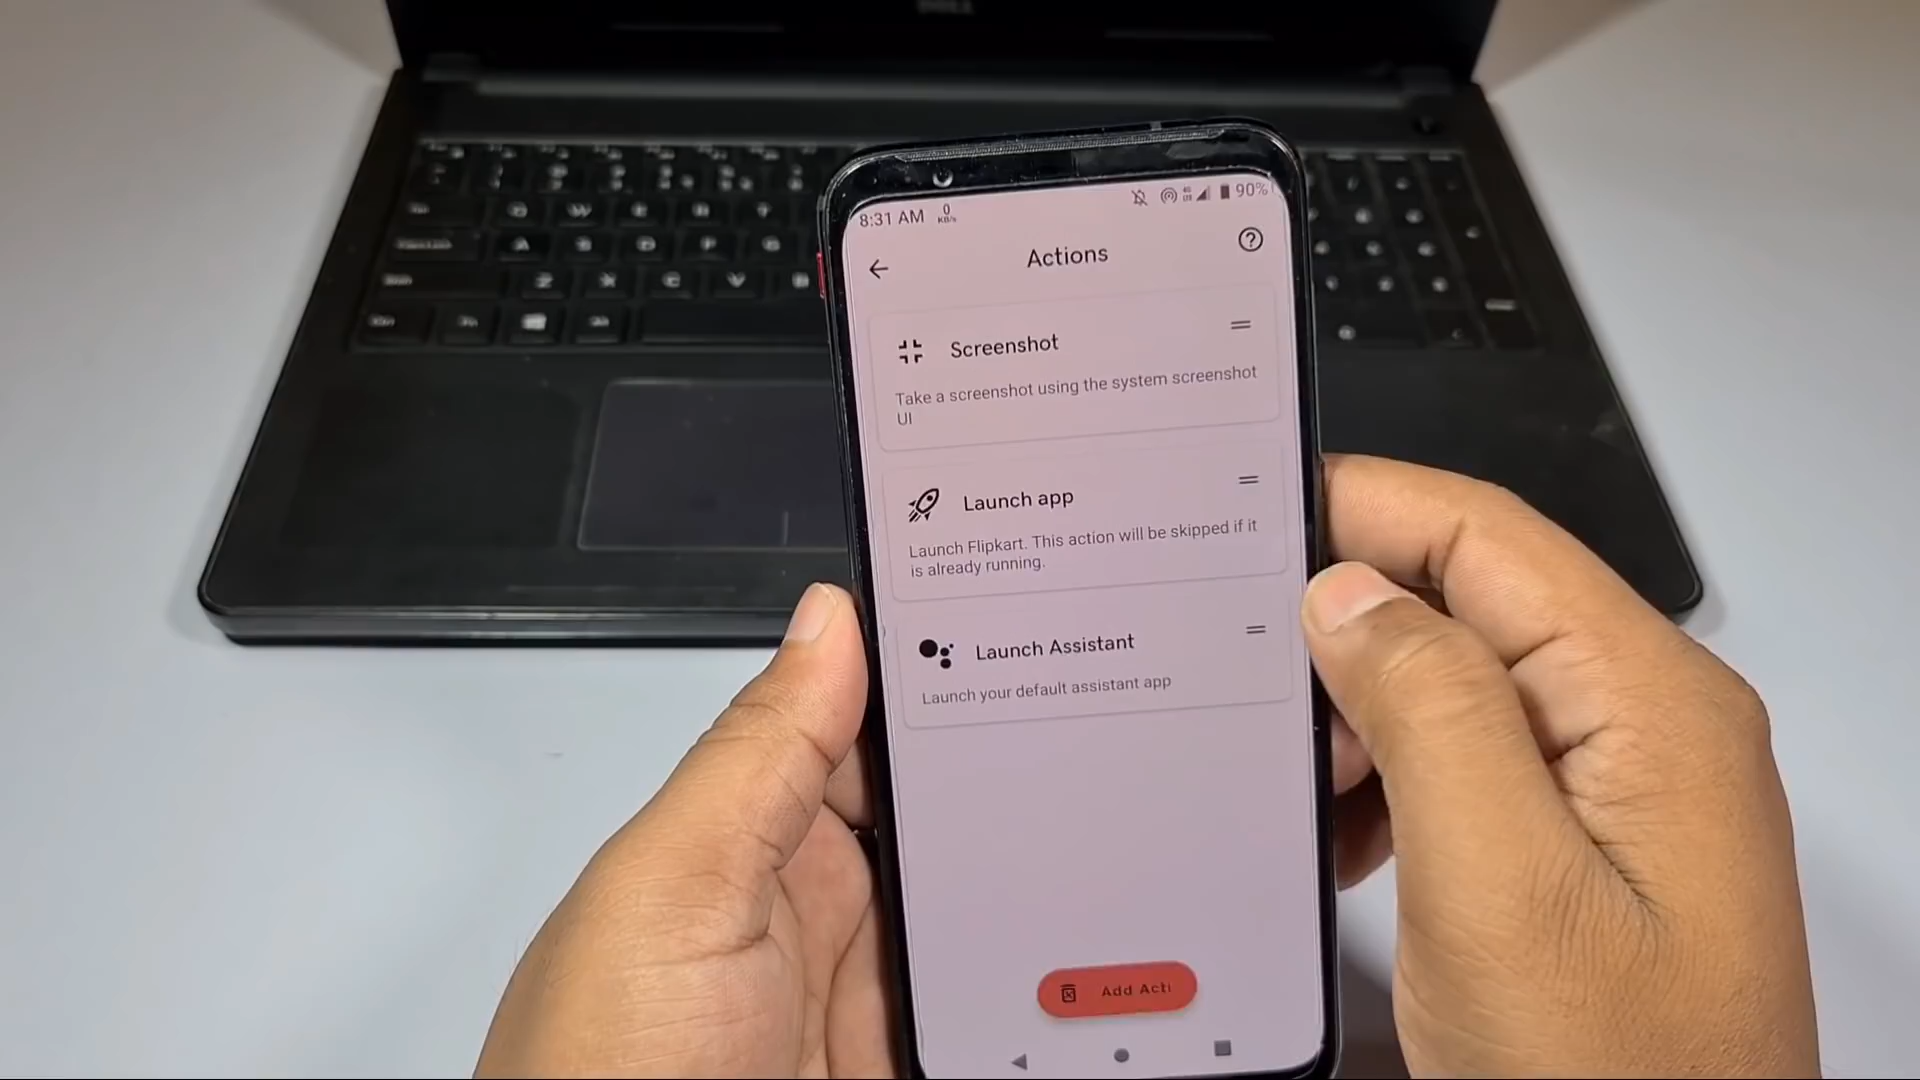 DELL
8:31 AM
0
KB/s
90%
Actions
Screenshot
Take a screenshot using the system screenshot
UI
Launch app
Launch Flipkart. This action will be skipped if it
is already running.
Launch Assistant
Launch your default assistant app
Add Acti